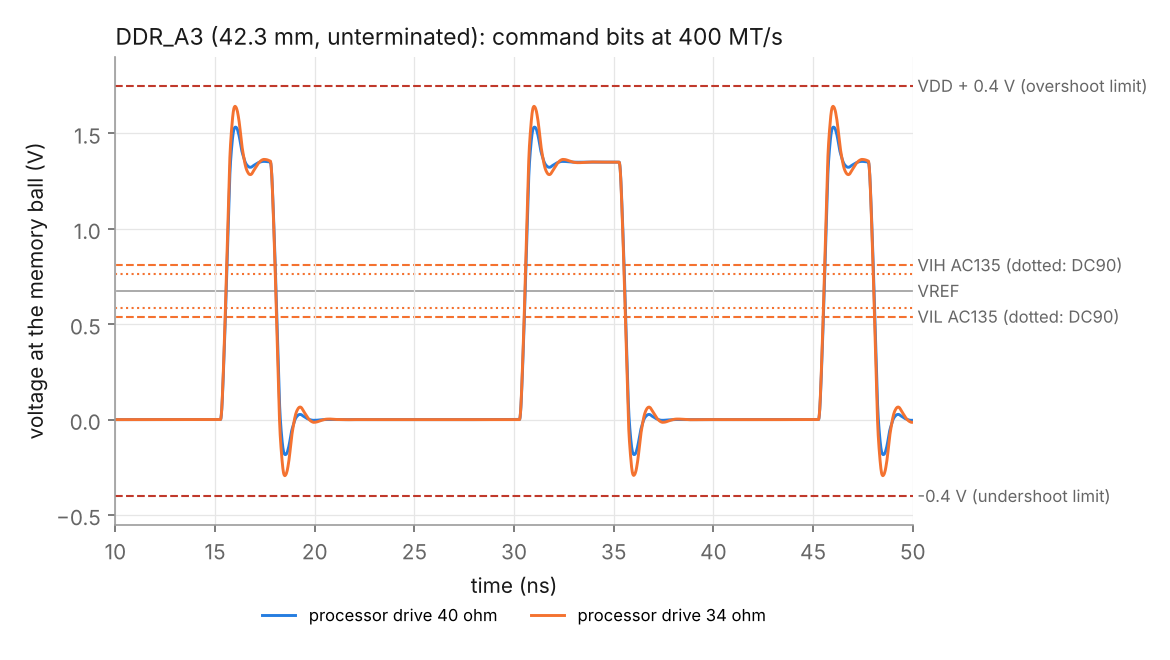 DDR_A3 (42.3 mm, unterminated): command bits at 400 MT/s
VDD + 0.4 V (overshoot limit)
1.5
1.0
VIH AC135 (dotted: DC90)
VREF
VIL AC135 (dotted: DC90)
0.5
0.0
-0.4 V (undershoot limit)
−0.5
voltage at the memory ball (V)
10 15 20 25 30 35 40 45 50
time (ns)
processor drive 40 ohm processor drive 34 ohm